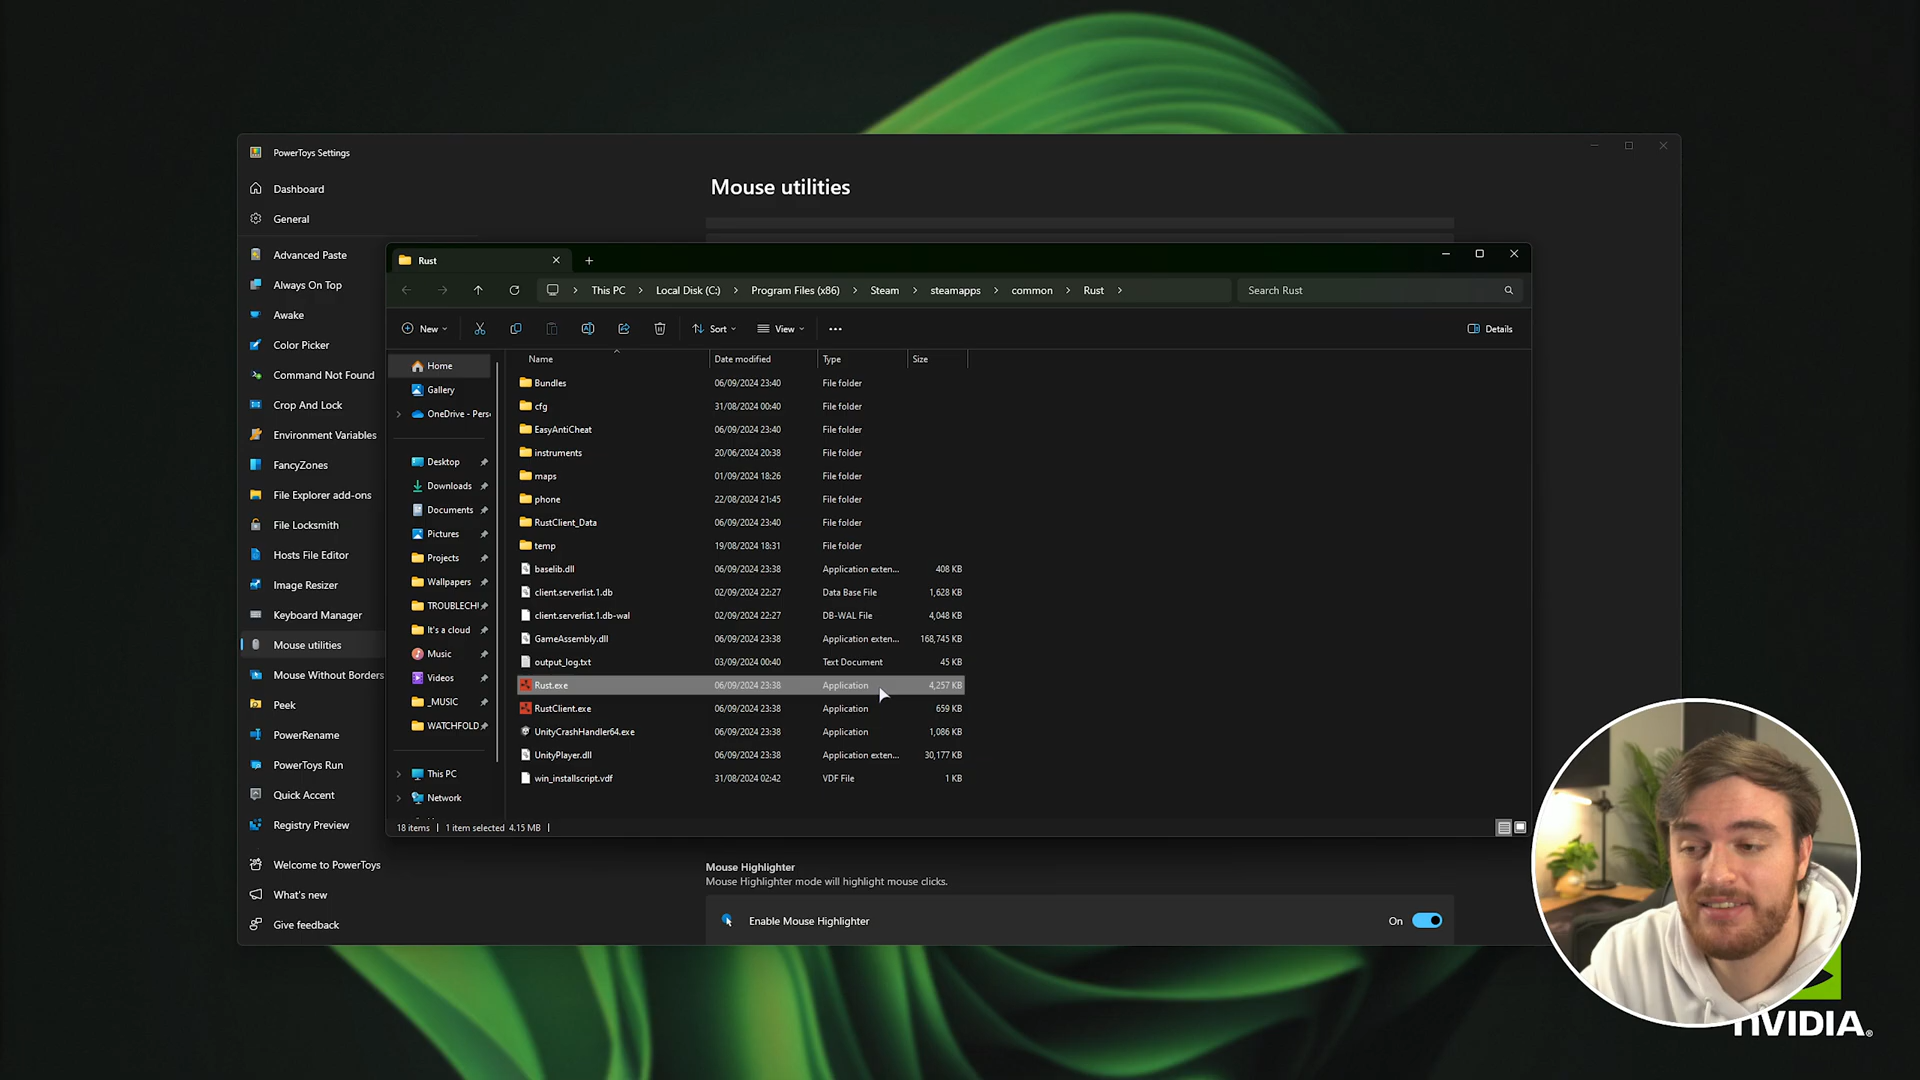 PowerToys Settings
Dashboard
General
Advanced Paste
Always On Top
Awake
Color Picker
Command Not Found
Crop And Lock
Environment Variables
FancyZones
File Explorer add-ons
File Locksmith
Hosts File Editor
Image Resizer
Keyboard Manager
Mouse utilities
Mouse Without Borders
Peek
PowerRename
PowerToys Run
Quick Accent
Registry Preview
Welcome to PowerToys
What's new
Give feedback
Mouse utilities
Rust
This PC > Local Disk (C:) > Program Files (x86) > Steam > steamapps > common > Rust >
Search Rust
New
Sort
View
Details
Home
Gallery
OneDrive - Pers
Desktop
Downloads
Documents
Pictures
Projects
Wallpapers
TROUBLECHU
It's a cloud
Music
Videos
_MUSIC
WATCHFOLD
This PC
Network
Name Date modified Type Size
Bundles 06/09/2024 23:40 File folder
cfg 31/08/2024 00:40 File folder
EasyAntiCheat 06/09/2024 23:40 File folder
instruments 20/06/2024 20:38 File folder
maps 01/09/2024 18:26 File folder
phone 22/08/2024 21:45 File folder
RustClient_Data 06/09/2024 23:40 File folder
temp 19/08/2024 18:31 File folder
baselib.dll 06/09/2024 23:38 Application exten... 408 KB
client.serverlist.1.db 02/09/2024 22:27 Data Base File 1,628 KB
client.serverlist.1.db-wal 02/09/2024 22:27 DB-WAL File 4,048 KB
GameAssembly.dll 06/09/2024 23:38 Application exten... 168,745 KB
output_log.txt 03/09/2024 00:40 Text Document 45 KB
Rust.exe 06/09/2024 23:38 Application 4,257 KB
RustClient.exe 06/09/2024 23:38 Application 659 KB
UnityCrashHandler64.exe 06/09/2024 23:38 Application 1,086 KB
UnityPlayer.dll 06/09/2024 23:38 Application exten... 30,177 KB
win_installscript.vdf 31/08/2024 02:42 VDF File 1 KB
18 items | 1 item selected 4.15 MB |
Mouse Highlighter
Mouse Highlighter mode will highlight mouse clicks.
Enable Mouse Highlighter
On
nVIDIA®